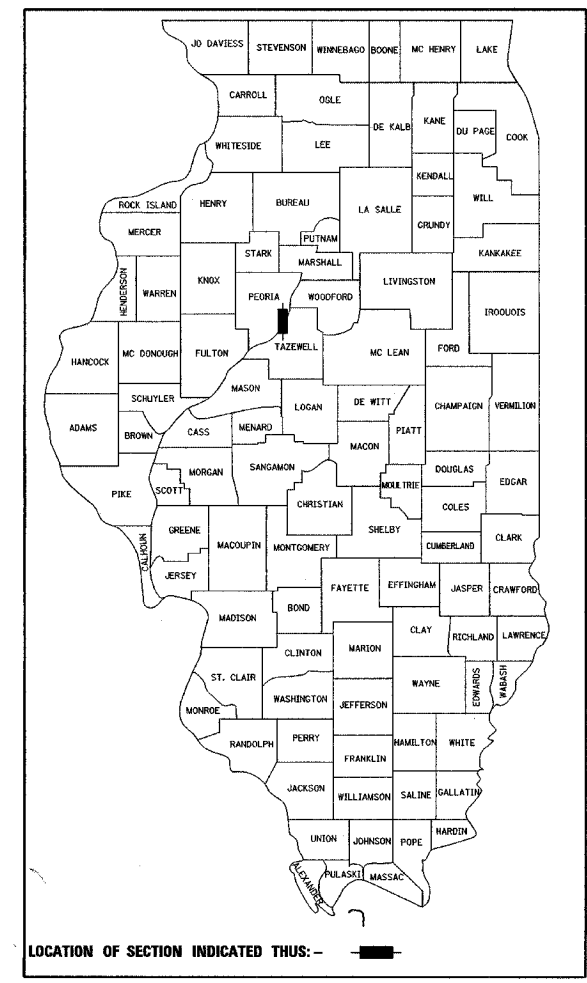 JO DAVIESS STEVENSON WINNEBAGO BOONE MC HENRY LAKE
CARROLL OGLE DE KALB KANE DU PAGE COOK
WHITESIDE LEE
KENDALL WILL
ROCK ISLAND HENRY BUREAU LA SALLE GRUNDY
MERCER PUTNAM
STARK MARSHALL KANKAKEE
HENDERSON WARREN KNOX PEORIA WOODFORD LIVINGSTON IROQUOIS
HANCOCK MC DONOUGH FULTON TAZEWELL MC LEAN FORD
MASON
SCHUYLER LOGAN DE WITT CHAMPAIGN VERMILION
ADAMS BROWN CASS MENARD MACON PIATT
MORGAN SANGAMON DOUGLAS EDGAR
PIKE SCOTT CHRISTIAN MOULTRIE COLES
GREENE MACOUPIN MONTGOMERY SHELBY CUMBERLAND CLARK
CALHOUN JERSEY FAYETTE EFFINGHAM JASPER CRAWFORD
MADISON BOND CLAY RICHLAND LAWRENCE
CLINTON MARION
ST. CLAIR WAYNE EDWARDS WABASH
MONROE WASHINGTON JEFFERSON
RANDOLPH PERRY HAMILTON WHITE
FRANKLIN
JACKSON WILLIAMSON SALINE GALLATIN
UNION JOHNSON POPE HARDIN
ALEXANDER PULASKI MASSAC
LOCATION OF SECTION INDICATED THUS: –